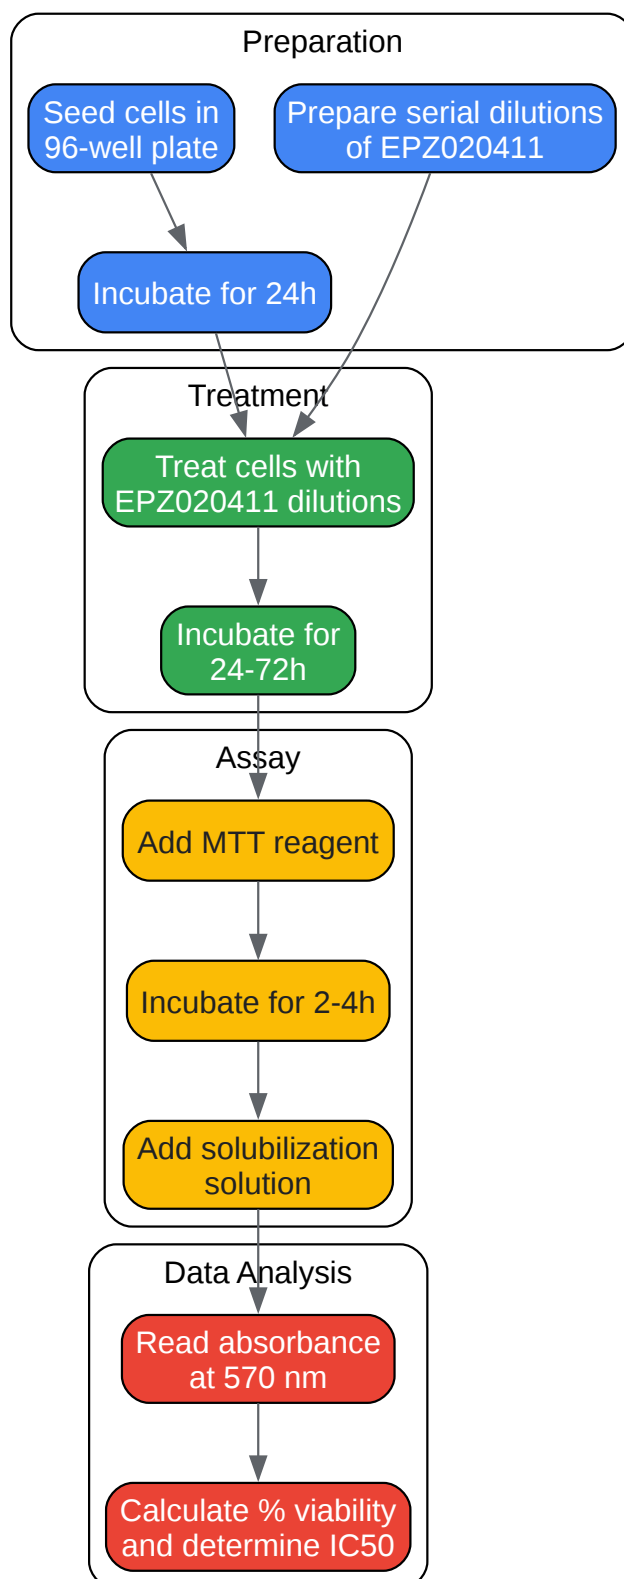 Preparation
Seed cells in
96-well plate
Prepare serial dilutions
of EPZ020411
Incubate for 24h
Treatment
Treat cells with
EPZ020411 dilutions
Incubate for
24-72h
Assay
Add MTT reagent
Incubate for 2-4h
Add solubilization
solution
Data Analysis
Read absorbance
at 570 nm
Calculate % viability
and determine IC50